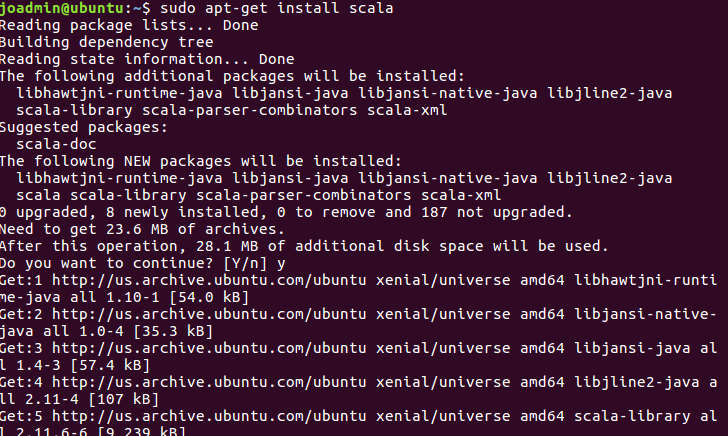 joadmin@ubuntu:~$ sudo apt-get install scala
Reading package lists... Done
Building dependency tree
Reading state information... Done
The following additional packages will be installed:
  libhawtjni-runtime-java libjansi-java libjansi-native-java libjline2-java
  scala-library scala-parser-combinators scala-xml
Suggested packages:
  scala-doc
The following NEW packages will be installed:
  libhawtjni-runtime-java libjansi-java libjansi-native-java libjline2-java
  scala scala-library scala-parser-combinators scala-xml
0 upgraded, 8 newly installed, 0 to remove and 187 not upgraded.
Need to get 23.6 MB of archives.
After this operation, 28.1 MB of additional disk space will be used.
Do you want to continue? [Y/n] y
Get:1 http://us.archive.ubuntu.com/ubuntu xenial/universe amd64 libhawtjni-runti
me-java all 1.10-1 [54.0 kB]
Get:2 http://us.archive.ubuntu.com/ubuntu xenial/universe amd64 libjansi-native-
java all 1.0-4 [35.3 kB]
Get:3 http://us.archive.ubuntu.com/ubuntu xenial/universe amd64 libjansi-java al
l 1.4-3 [57.4 kB]
Get:4 http://us.archive.ubuntu.com/ubuntu xenial/universe amd64 libjline2-java a
ll 2.11-4 [107 kB]
Get:5 http://us.archive.ubuntu.com/ubuntu xenial/universe amd64 scala-library al
l 2.11.6-6 [9,239 kB]